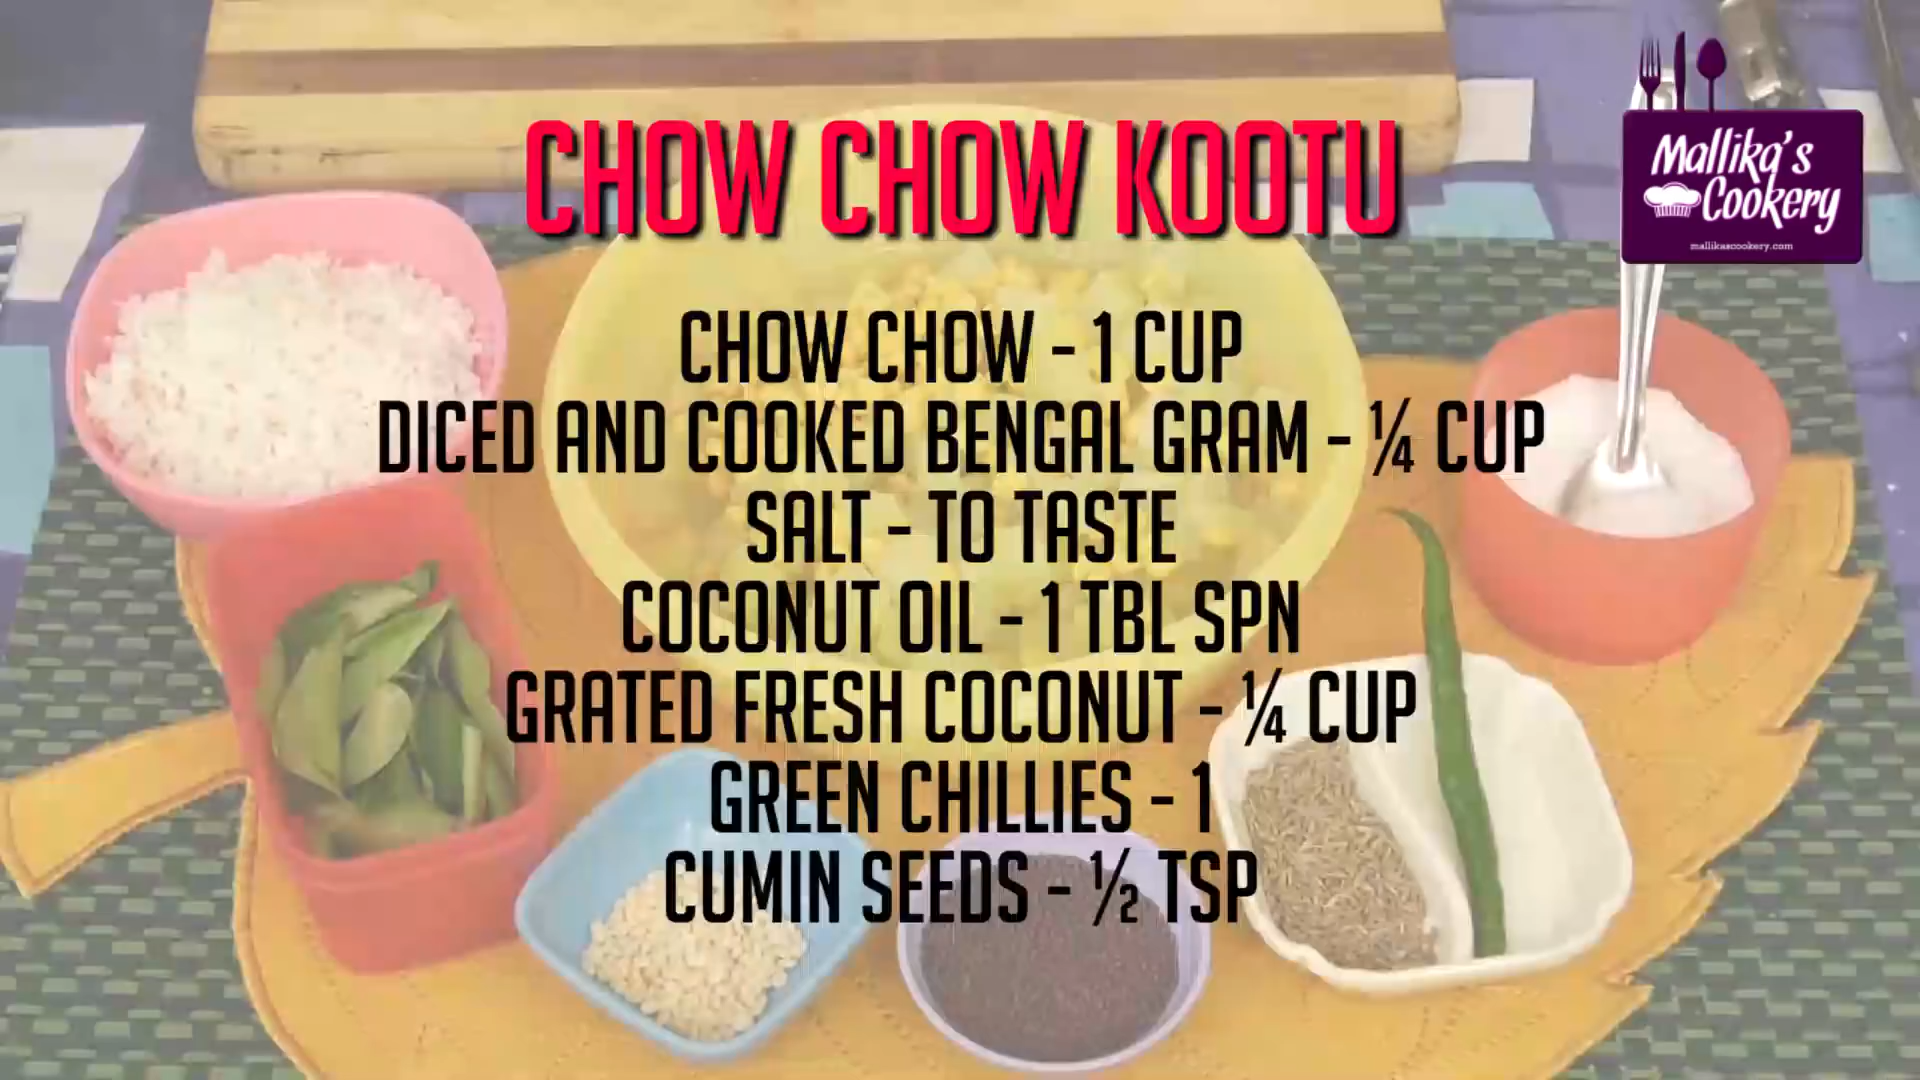 CHOW CHOW KOOTU
Mallika's
Cookery
mallikascookery.com
CHOW CHOW - 1 CUP
DICED AND COOKED BENGAL GRAM - ¼ CUP
SALT - TO TASTE
COCONUT OIL - 1 TBL SPN
GRATED FRESH COCONUT - ¼ CUP
GREEN CHILLIES - 1
CUMIN SEEDS - ½ TSP